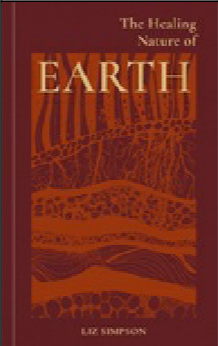 The Healing
Nature of
EARTH
LIZ SIMPSON